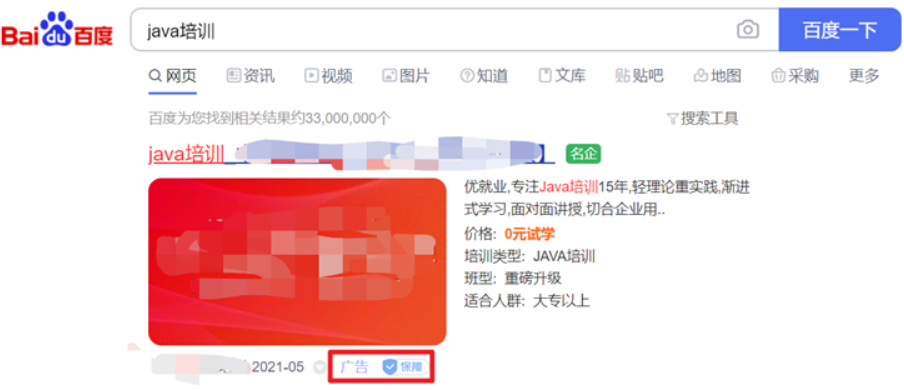 Bai du 百度 java培训 百度一下
网页 资讯 视频 图片 知道 文库 贴吧 地图 采购 更多
百度为您找到相关结果约33,000,000个 搜索工具
java培训 名企
优就业,专注Java培训15年,轻理论重实践,渐进
式学习,面对面讲授,切合企业用..
价格: 0元试学
培训类型: JAVA培训
班型: 重磅升级
适合人群: 大专以上
2021-05 广告 保障